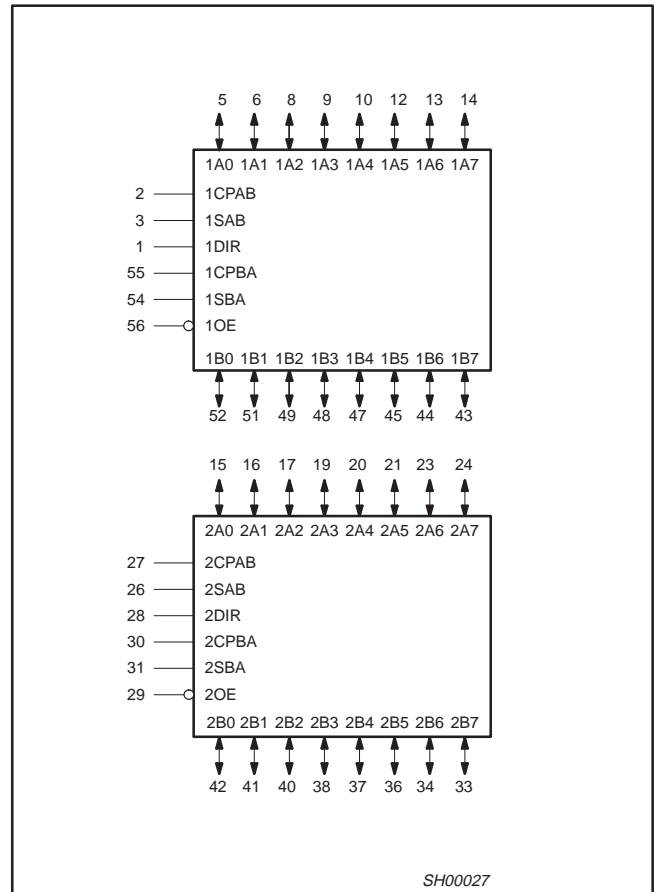 5 6 8 9 10 12 13 14
1A0 1A1 1A2 1A3 1A4 1A5 1A6 1A7
2 1CPAB
3 1SAB
1 1DIR
55 1CPBA
54 1SBA
56 1OE
1B0 1B1 1B2 1B3 1B4 1B5 1B6 1B7
52 51 49 48 47 45 44 43
15 16 17 19 20 21 23 24
2A0 2A1 2A2 2A3 2A4 2A5 2A6 2A7
27 2CPAB
26 2SAB
28 2DIR
30 2CPBA
31 2SBA
29 2OE
2B0 2B1 2B2 2B3 2B4 2B5 2B6 2B7
42 41 40 38 37 36 34 33
SH00027